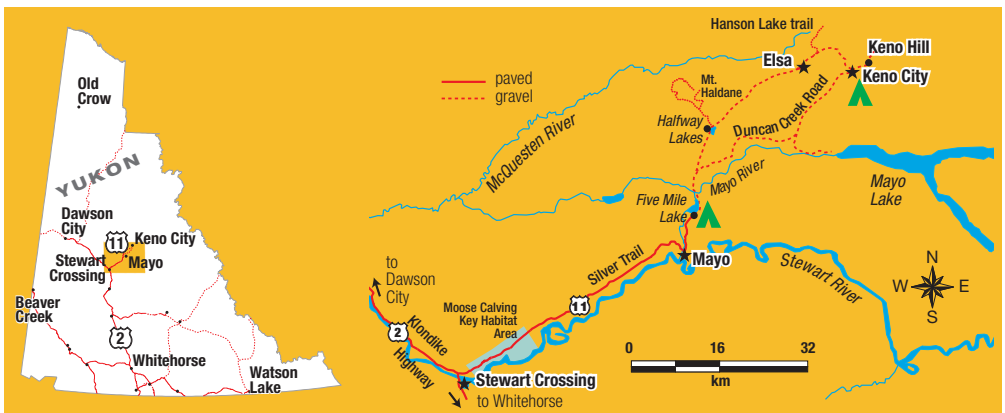 Old
Crow
YUKON
Dawson
City
11
Keno City
Mayo
Stewart
Crossing
Beaver
Creek
2
Whitehorse
Watson
Lake
Hanson Lake trail
Keno Hill
Elsa
Keno City
paved
gravel
Mt.
Haldane
Halfway
Lakes
Duncan Creek Road
McQuesten River
Mayo River
Mayo
Lake
Five Mile
Lake
Mayo
Silver Trail
Stewart River
to
Dawson
City
Moose Calving
Key Habitat
Area
11
2
Klondike
Highway
Stewart Crossing
to Whitehorse
N
W E
S
0 16 32
km